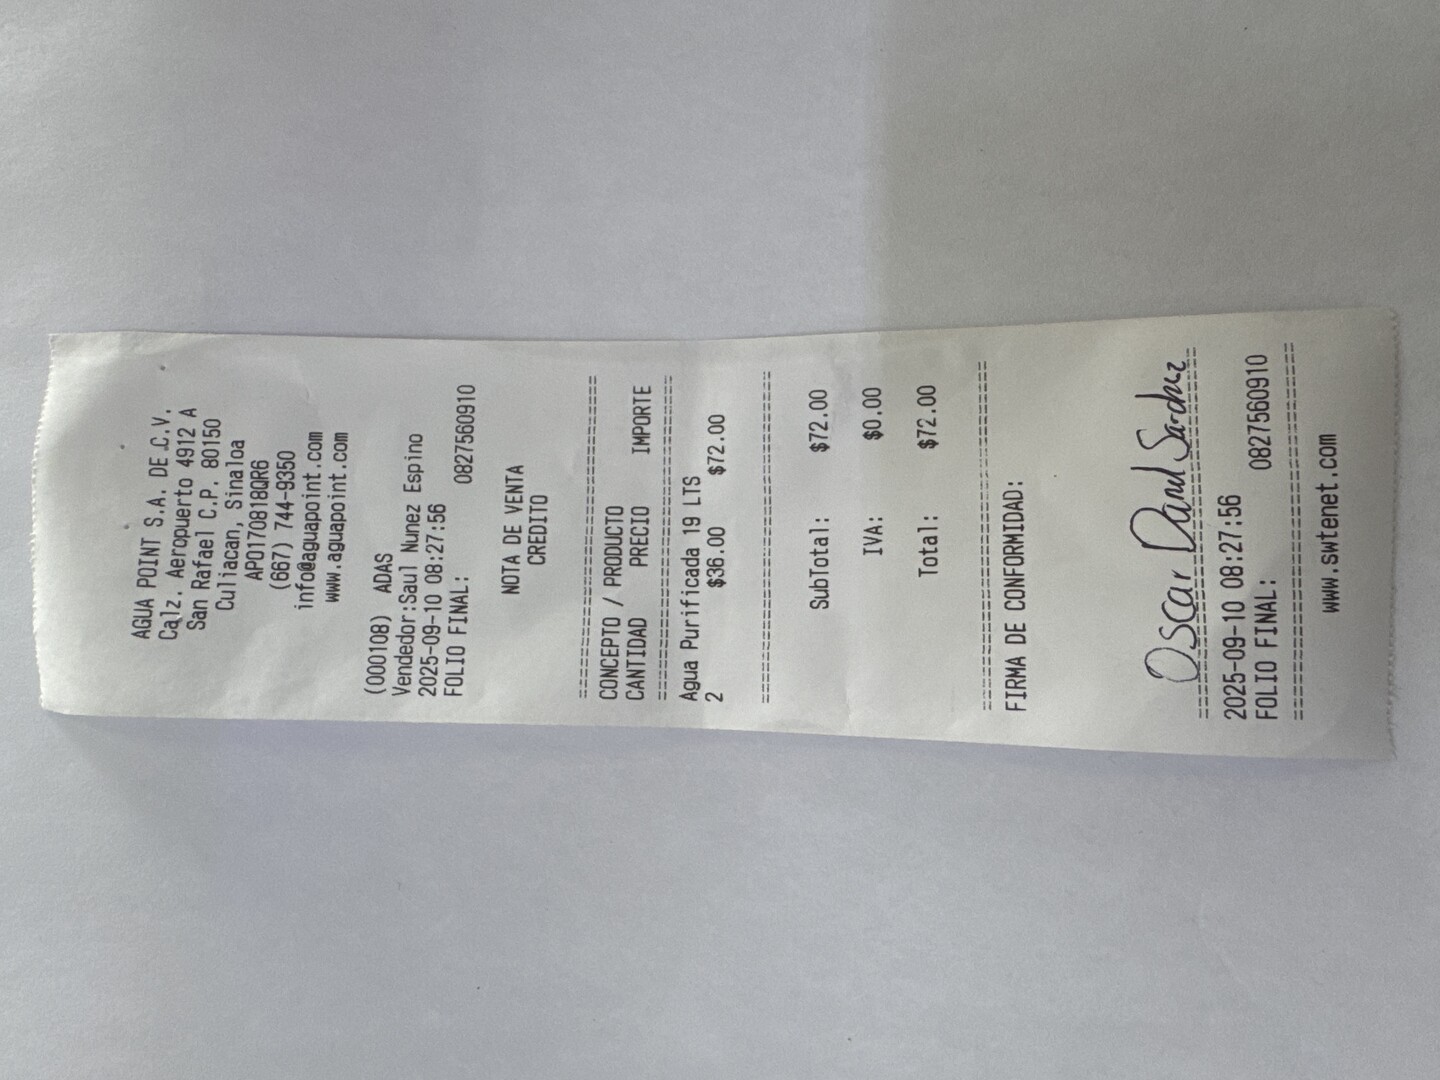 AGUA POINT S.A. DE.C.V.
Calz. Aeropuerto 4912 A
San Rafael C.P. 80150
Culiacan, Sinaloa
APO170818QR6
(667) 744-9350
info@aguapoint.com
www.aguapoint.com
(000108) ADAS
Vendedor:Saul Nunez Espino
2025-09-10 08:27:56
FOLIO FINAL: 0827560910
NOTA DE VENTA
CREDITO
CONCEPTO / PRODUCTO
CANTIDAD PRECIO IMPORTE
Agua Purificada 19 LTS
2 $36.00 $72.00
SubTotal: $72.00
IVA: $0.00
Total: $72.00
FIRMA DE CONFORMIDAD:
Oscar
2025-09-10 08:27:56
FOLIO FINAL: 0827560910
www.swtenet.com